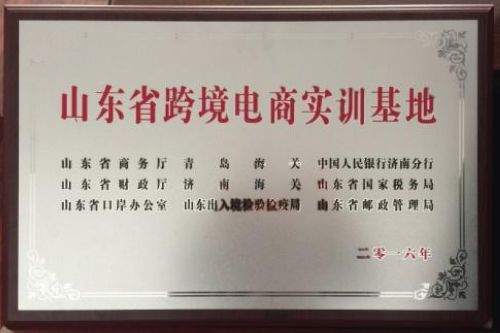 山东省跨境电商实训基地
山东省商务厅 青岛海关 中国人民银行济南分行
山东省财政厅 济南海关 山东省国家税务局
山东省口岸办公室 山东出入境检验检疫局 山东省邮政管理局
二零一六年